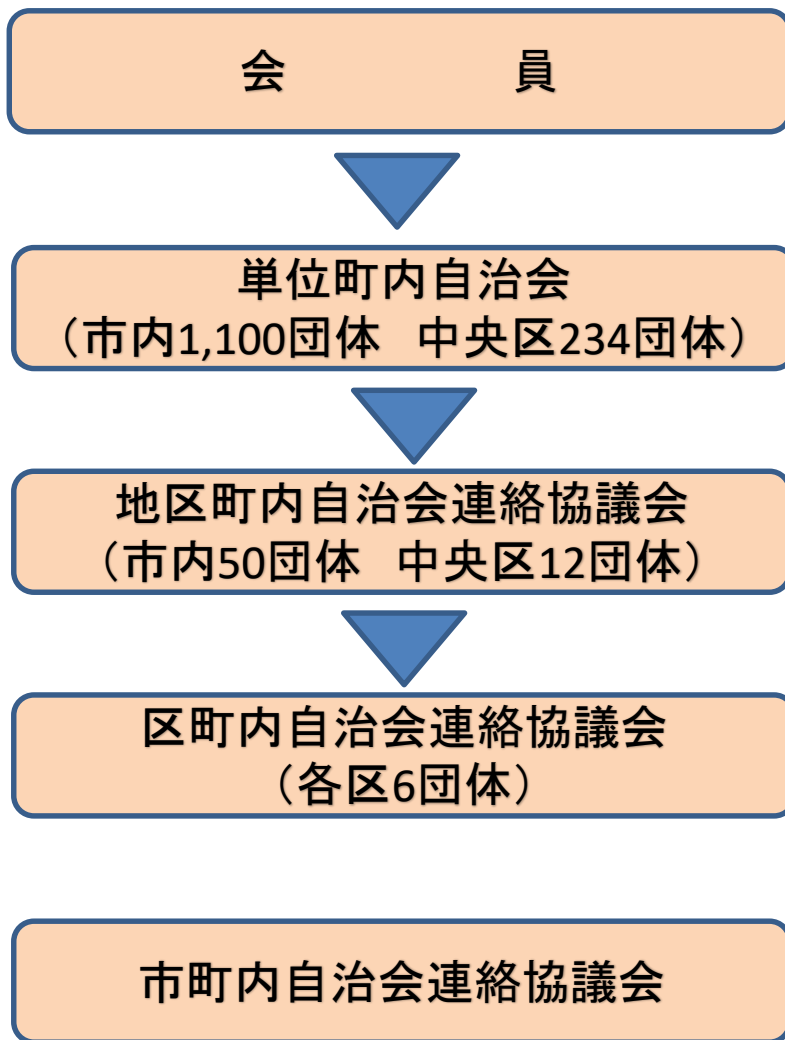 会　　　　　員
単位町内自治会
（市内1,100団体　中央区234団体）
地区町内自治会連絡協議会
（市内50団体　中央区12団体）
区町内自治会連絡協議会
（各区6団体）
市町内自治会連絡協議会